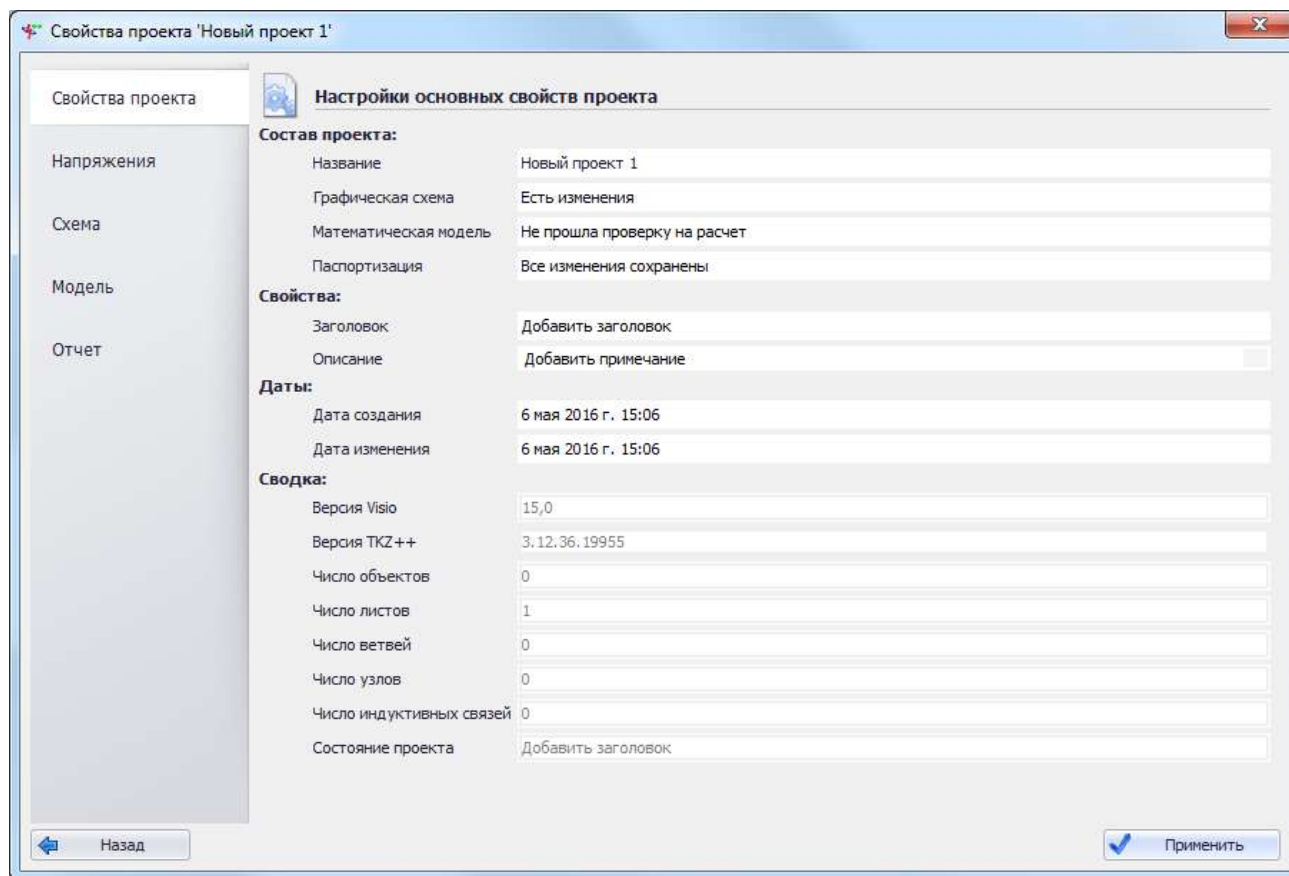 Свойства проекта 'Новый проект 1'
Свойства проекта
Напряжения
Схема
Модель
Отчет
Настройки основных свойств проекта
Состав проекта:
Название Новый проект 1
Графическая схема Есть изменения
Математическая модель Не прошла проверку на расчет
Паспортизация Все изменения сохранены
Свойства:
Заголовок Добавить заголовок
Описание Добавить примечание
Даты:
Дата создания 6 мая 2016 г. 15:06
Дата изменения 6 мая 2016 г. 15:06
Сводка:
Версия Visio 15,0
Версия TKZ++ 3.12.36.19955
Число объектов 0
Число листов 1
Число ветвей 0
Число узлов 0
Число индуктивных связей 0
Состояние проекта Добавить заголовок
Назад
Применить